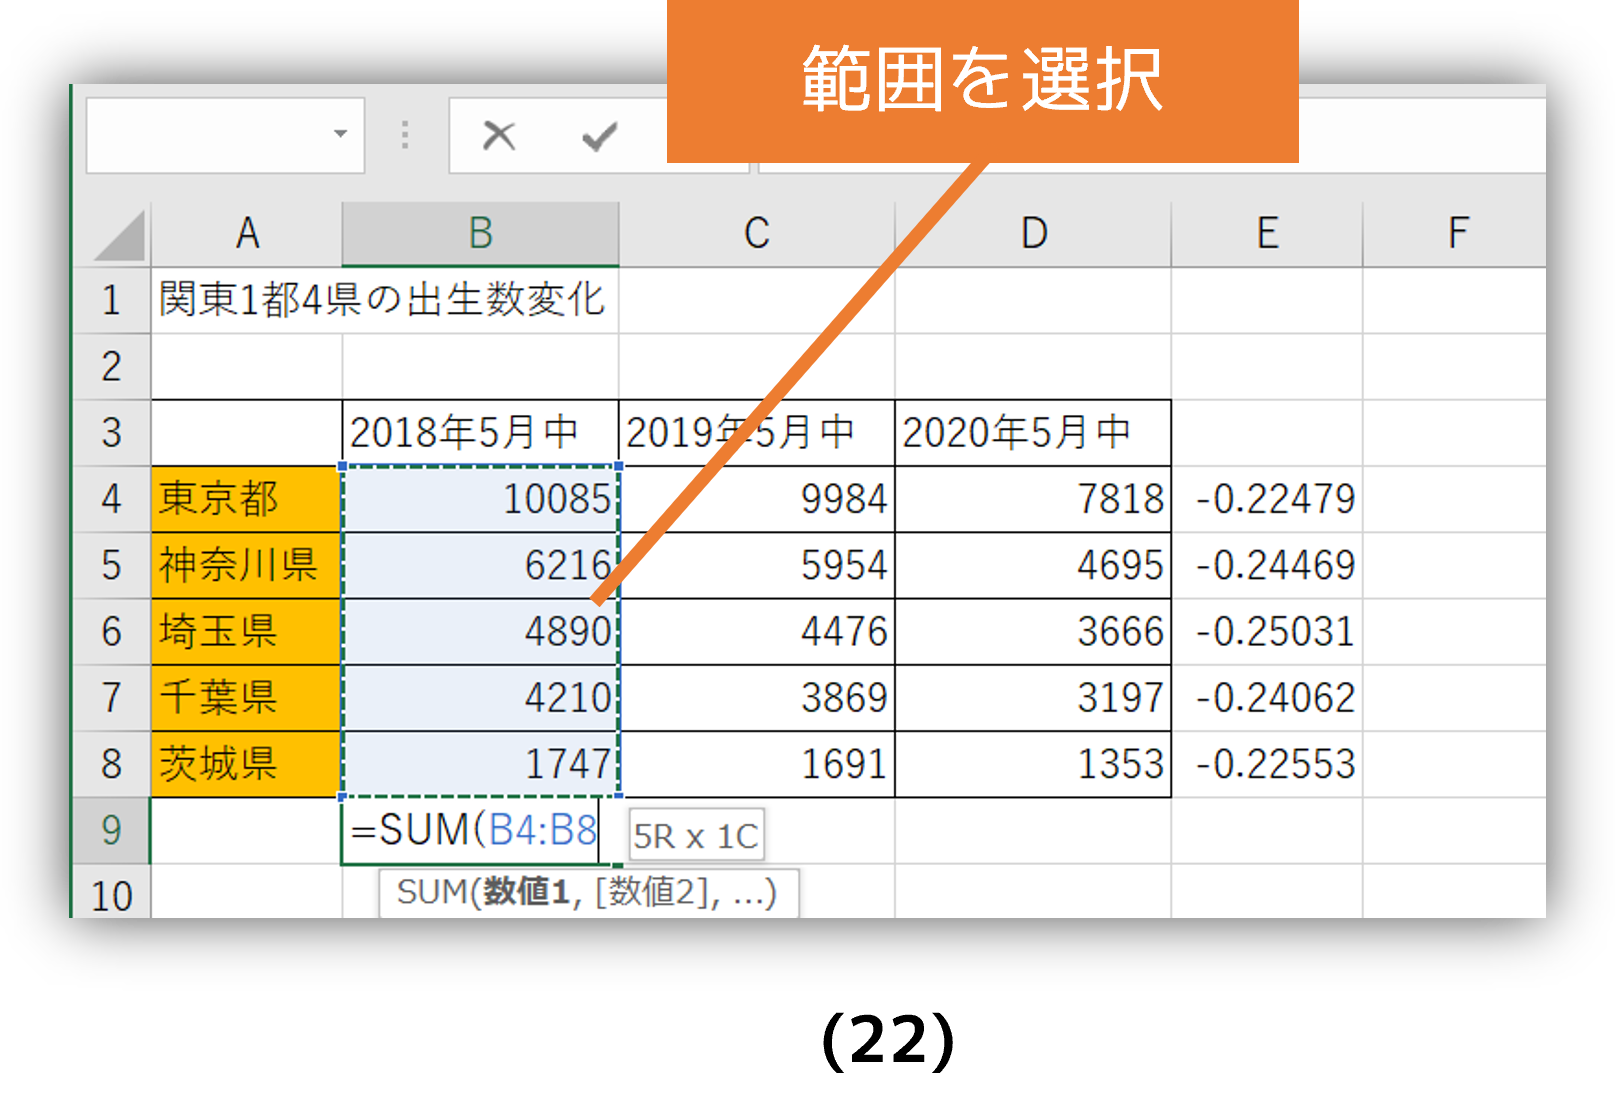 範囲を選択
A B C D E F
1 関東1都4県の出生数変化
2
3 2018年5月中 2019年5月中 2020年5月中
4 東京都 10085 9984 7818 -0.22479
5 神奈川県 6216 5954 4695 -0.24469
6 埼玉県 4890 4476 3666 -0.25031
7 千葉県 4210 3869 3197 -0.24062
8 茨城県 1747 1691 1353 -0.22553
9 =SUM(B4:B8 5R x 1C
10 SUM(数値1, [数値2], ...)
(22)